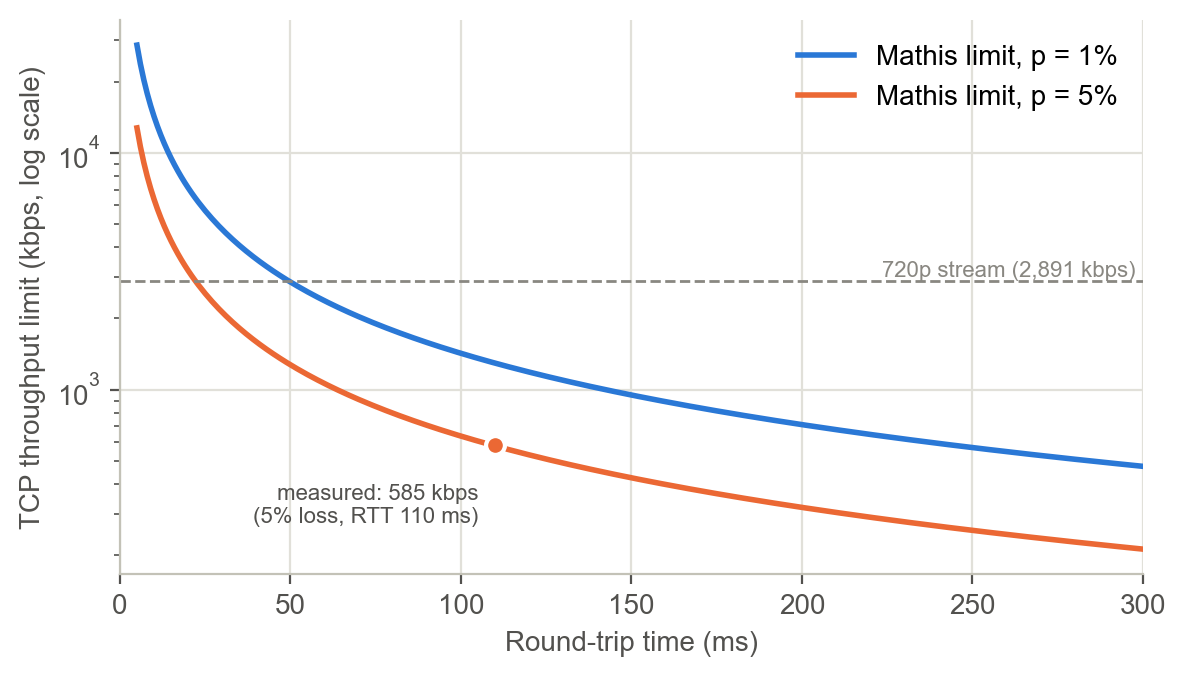 Mathis limit, p = 1%
Mathis limit, p = 5%
TCP throughput limit (kbps, log scale)
10^4
10^3
720p stream (2,891 kbps)
measured: 585 kbps
(5% loss, RTT 110 ms)
0 50 100 150 200 250 300
Round-trip time (ms)